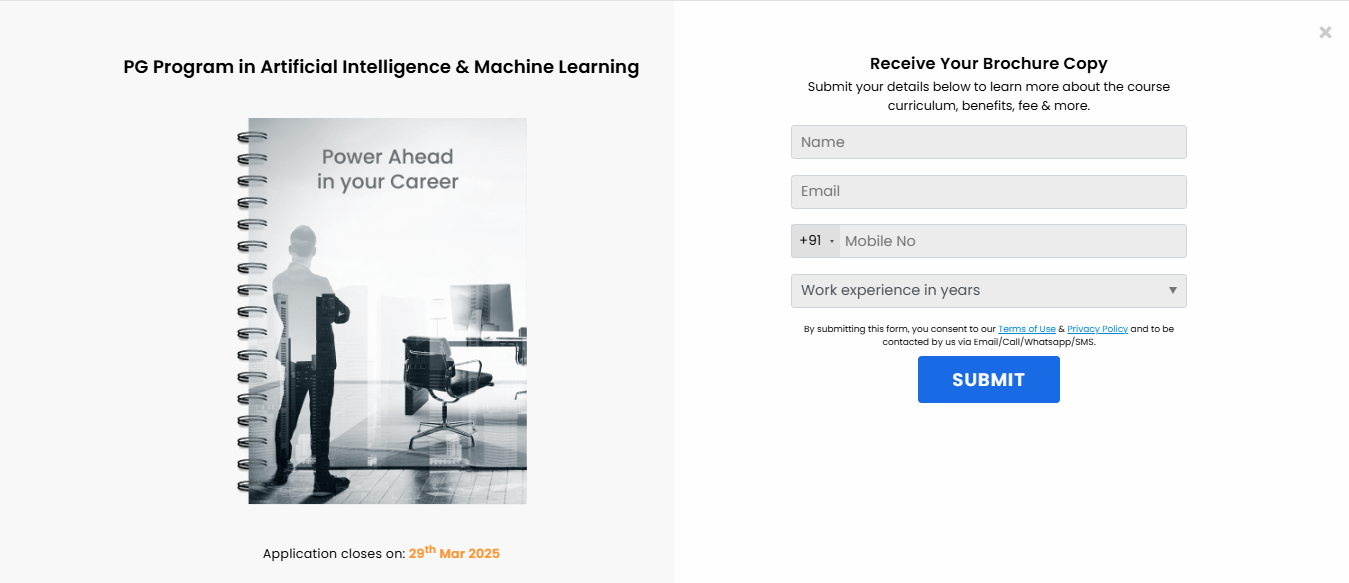 PG Program in Artificial Intelligence & Machine Learning
Power Ahead
in your Career
Application closes on: 29th Mar 2025
×
Receive Your Brochure Copy
Submit your details below to learn more about the course
curriculum, benefits, fee & more.
Name
Email
+91 Mobile No
Work experience in years
By submitting this form, you consent to our Terms of Use & Privacy Policy and to be
contacted by us via Email/Call/Whatsapp/SMS.
SUBMIT